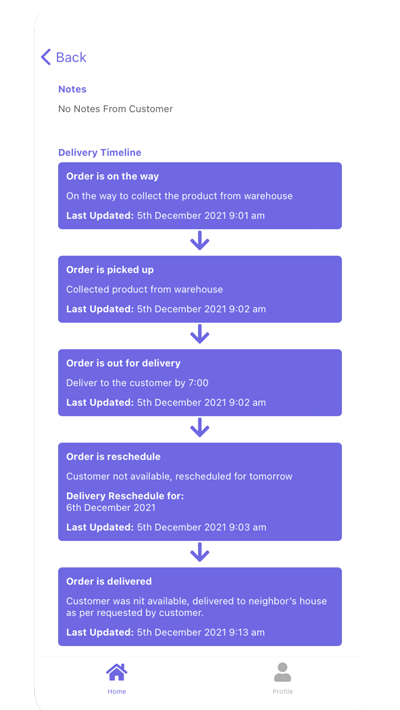 Back
Notes
No Notes From Customer
Delivery Timeline
Order is on the way
On the way to collect the product from warehouse
Last Updated: 5th December 2021 9:01 am
Order is picked up
Collected product from warehouse
Last Updated: 5th December 2021 9:02 am
Order is out for delivery
Deliver to the customer by 7:00
Last Updated: 5th December 2021 9:02 am
Order is reschedule
Customer not available, rescheduled for tomorrow
Delivery Reschedule for:
6th December 2021
Last Updated: 5th December 2021 9:03 am
Order is delivered
Customer was nit available, delivered to neighbor's house
as per requested by customer.
Last Updated: 5th December 2021 9:13 am
Home
Profile